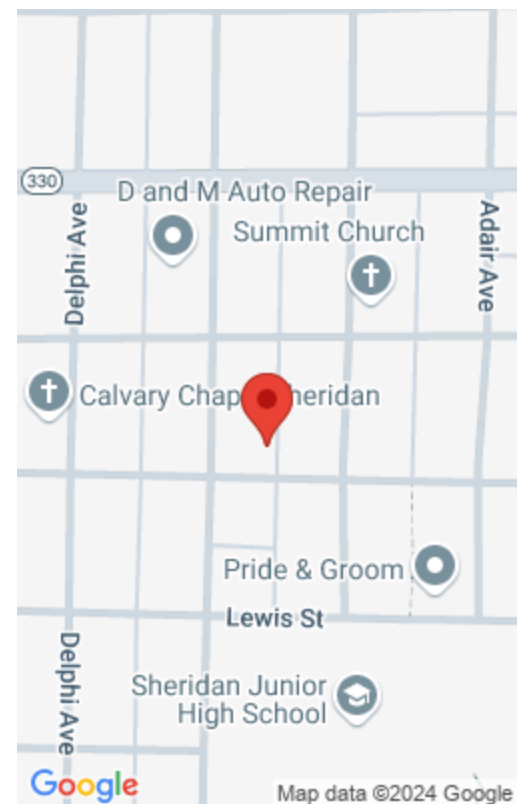 330
D and M Auto Repair
Summit Church
Delphi Ave
Adair Ave
Calvary Chap heridan
Pride & Groom
Lewis St
Delphi Ave
Sheridan Junior
High School
Google
Map data ©2024 Google